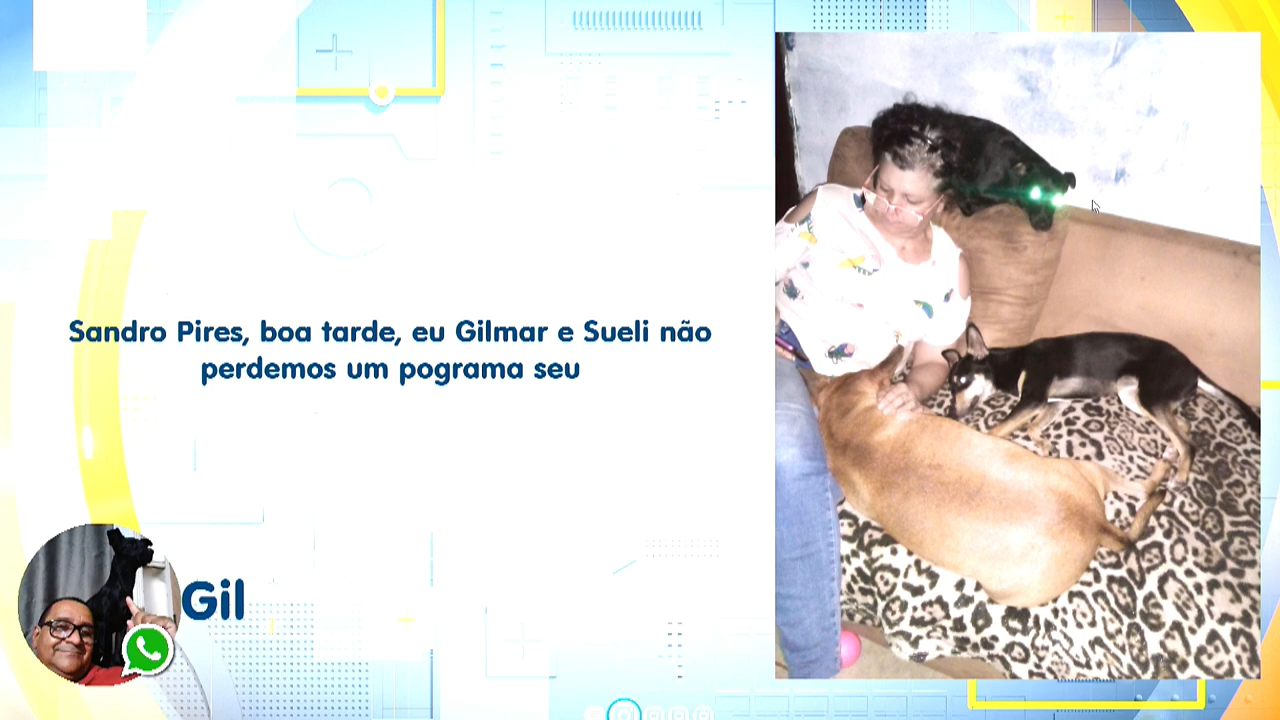 Sandro Pires, boa tarde, eu Gilmar e Sueli não
perdemos um pograma seu
Gil